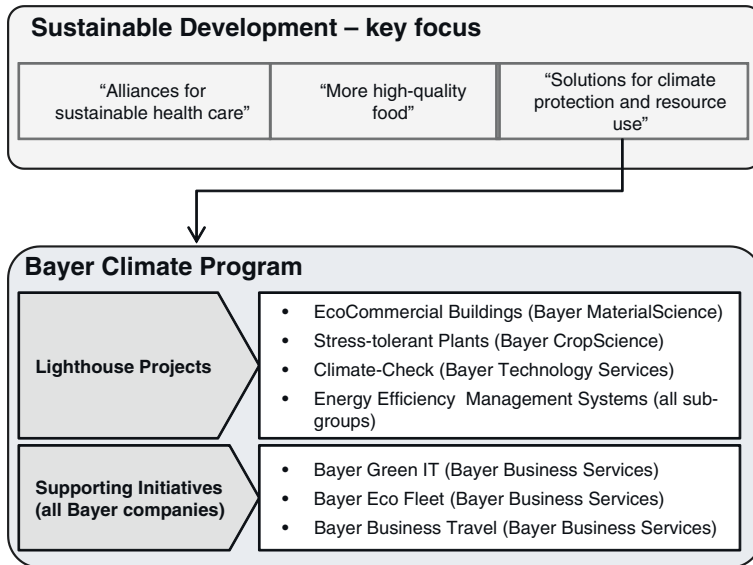 Sustainable Development – key focus
“Alliances for
sustainable health care”
“More high-quality
food”
“Solutions for climate
protection and resource
use”
Bayer Climate Program
Lighthouse Projects
• EcoCommercial Buildings (Bayer MaterialScience)
• Stress-tolerant Plants (Bayer CropScience)
• Climate-Check (Bayer Technology Services)
• Energy Efficiency Management Systems (all sub-
groups)
Supporting Initiatives
(all Bayer companies)
• Bayer Green IT (Bayer Business Services)
• Bayer Eco Fleet (Bayer Business Services)
• Bayer Business Travel (Bayer Business Services)